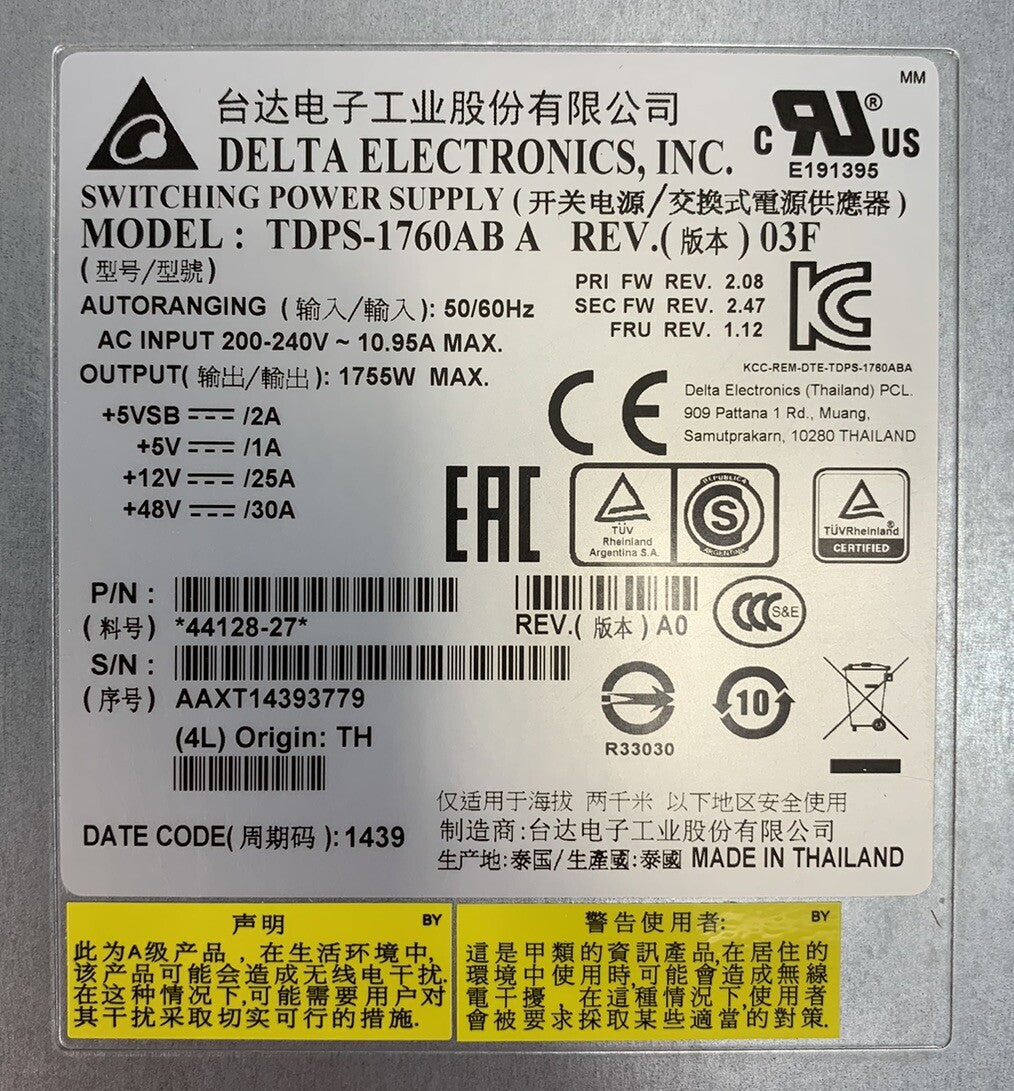 MM
台达电子工业股份有限公司
DELTA ELECTRONICS, INC.
C RU® US
E191395
SWITCHING POWER SUPPLY (开关电源/交換式電源供應器)
MODEL : TDPS-1760AB A REV.(版本) 03F
(型号/型號)
PRI FW REV. 2.08
SEC FW REV. 2.47
FRU REV. 1.12
AUTORANGING (输入/輸入): 50/60Hz
AC INPUT 200-240V ~ 10.95A MAX.
OUTPUT(输出/輸出): 1755W MAX.
+5VSB /2A
+5V /1A
+12V /25A
+48V /30A
KC
KCC-REM-DTE-TDPS-1760ABA
Delta Electronics (Thailand) PCL.
909 Pattana 1 Rd., Muang,
Samutprakarn, 10280 THAILAND
CE
EAC
TÜV
Rheinland
Argentina S.A.
REPUBLICA
S
ARGENTINA
TÜVRheinland®
CERTIFIED
P/N :
(料号) *44128-27*
REV.(版本) A0
CCC S&E
S/N :
(序号) AAXT14393779
(4L) Origin: TH
R33030
10
DATE CODE(周期码):1439
仅适用于海拔 两千米 以下地区安全使用
制造商:台达电子工业股份有限公司
生产地:泰国/生產國:泰國 MADE IN THAILAND
声明 BY
此为A级产品，在生活环境中,
该产品可能会造成无线电干扰.
在这种情况下,可能需要用户对
其干扰采取切实可行的措施.
警告使用者: BY
這是甲類的資訊產品,在居住的
環境中使用時,可能會造成無線
電干擾，在這種情況下,使用者
會被要求採取某些適當的對策.